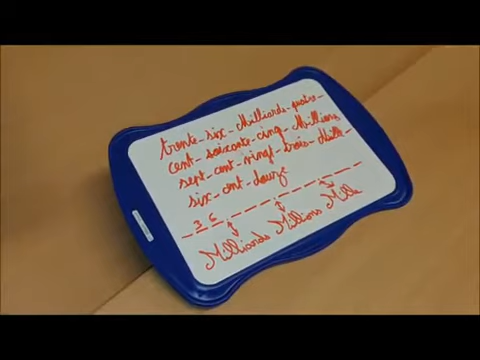 trente-six-Milliards-quatre-
cent-soixante-cinq-Millions
sept-cent-vingt-trois-Mille-
six-cent-douze
36
Milliards Millions Mille